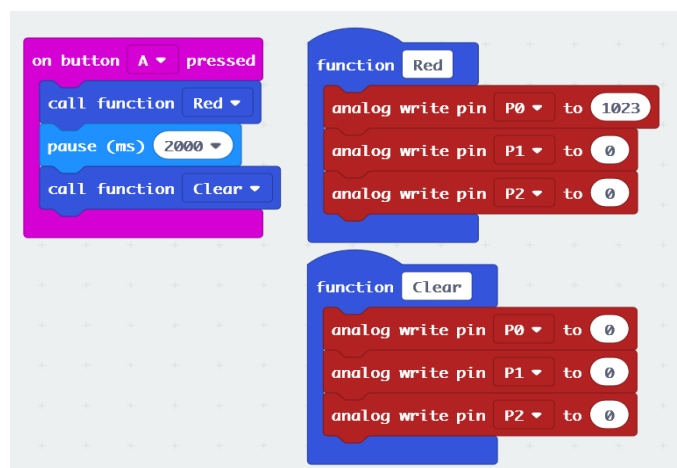 on button A pressed
call function Red
pause (ms) 2000
call function Clear
function Red
analog write pin P0 to 1023
analog write pin P1 to 0
analog write pin P2 to 0
function Clear
analog write pin P0 to 0
analog write pin P1 to 0
analog write pin P2 to 0